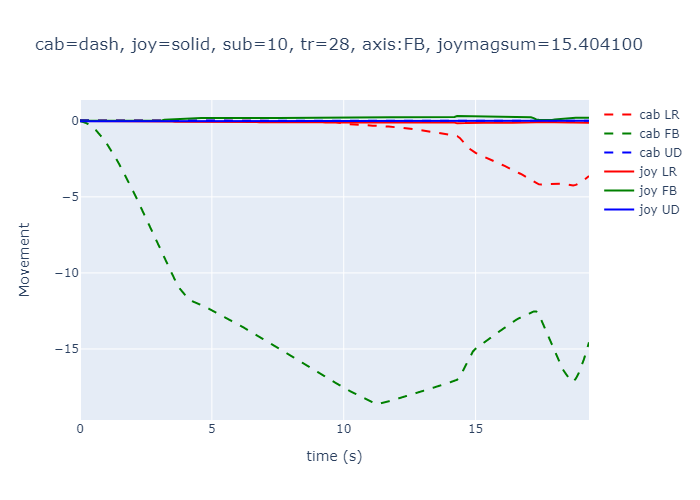 cab=dash, joy=solid, sub=10, tr=28, axis:FB, joymagsum=15.404100
cab LR
cab FB
cab UD
joy LR
joy FB
joy UD
0
−5
−10
−15
Movement
0
5
10
15
time (s)